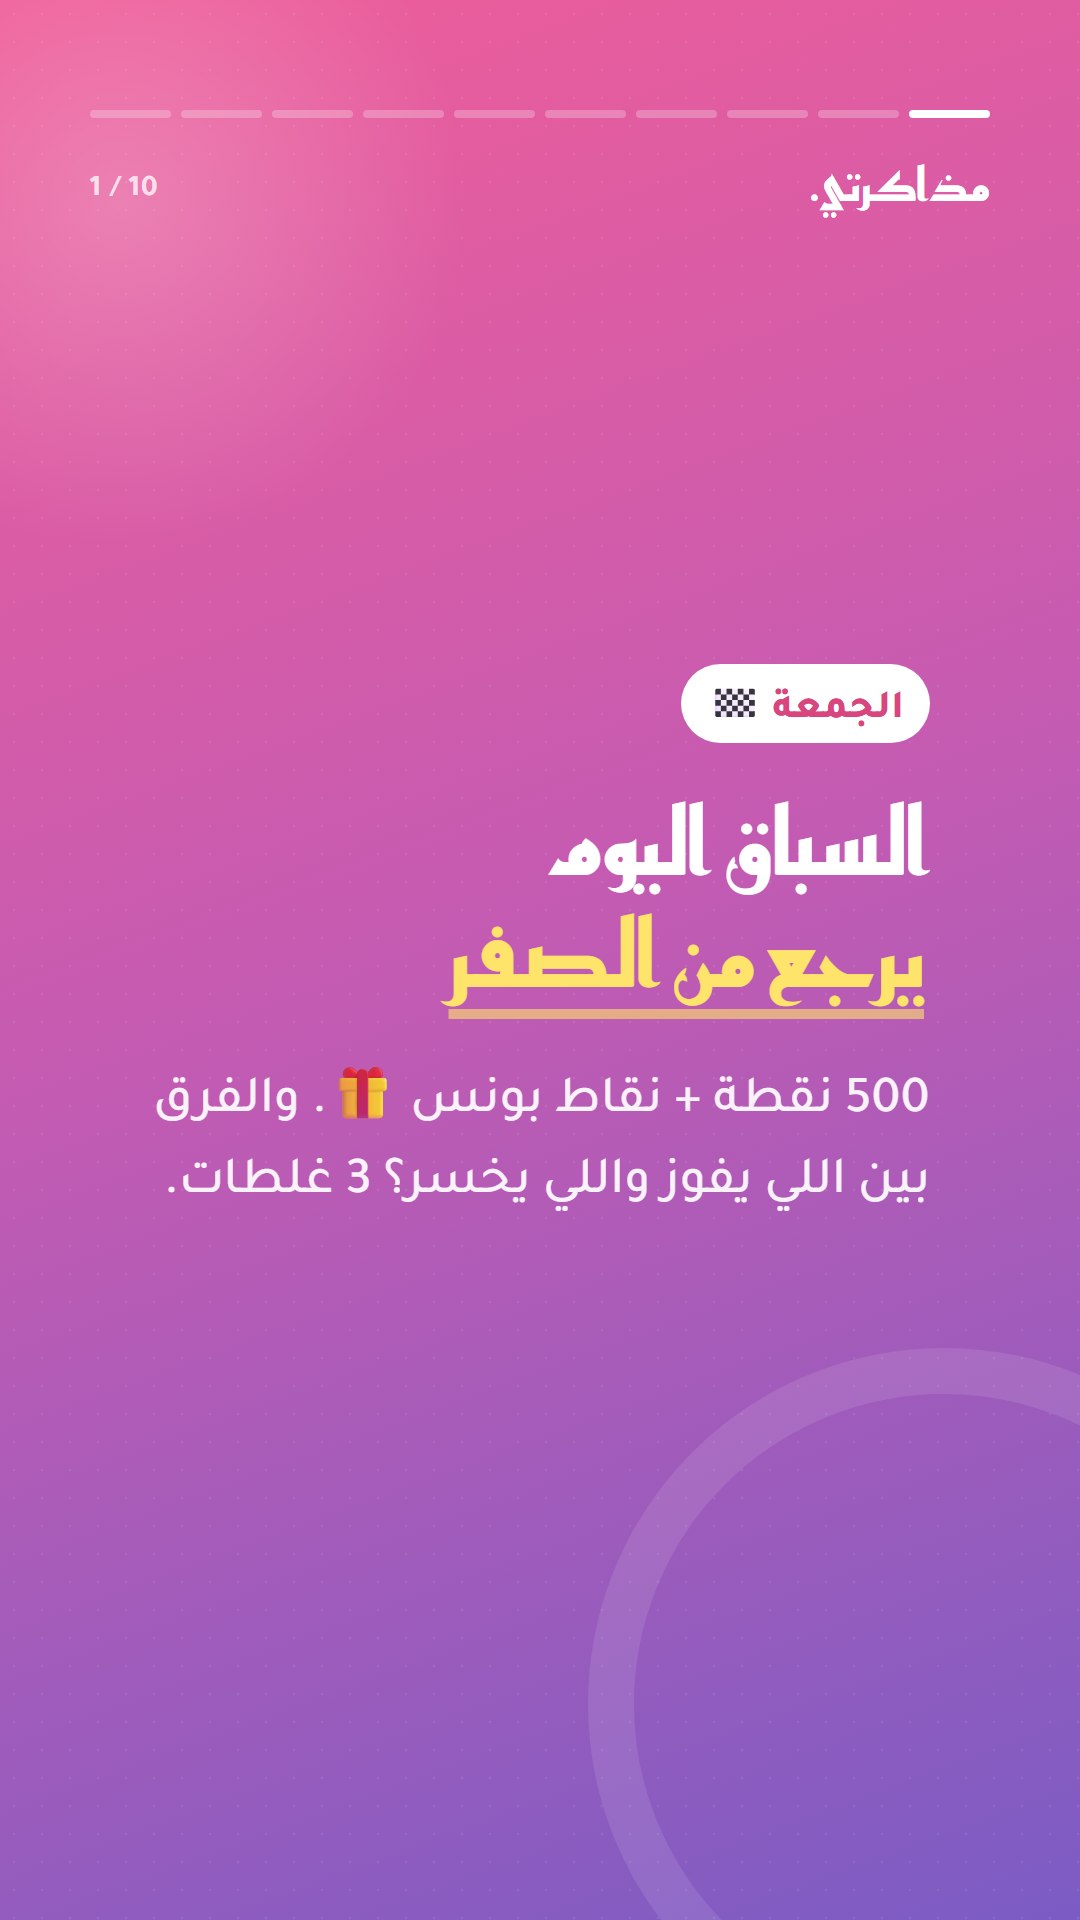 مذاكرتي.
1 / 10
الجمعة 🏁
السباق اليوم
يرجع من الصفر
500 نقطة + نقاط بونس 🎁. والفرق
بين اللي يفوز واللي يخسر؟ 3 غلطات.